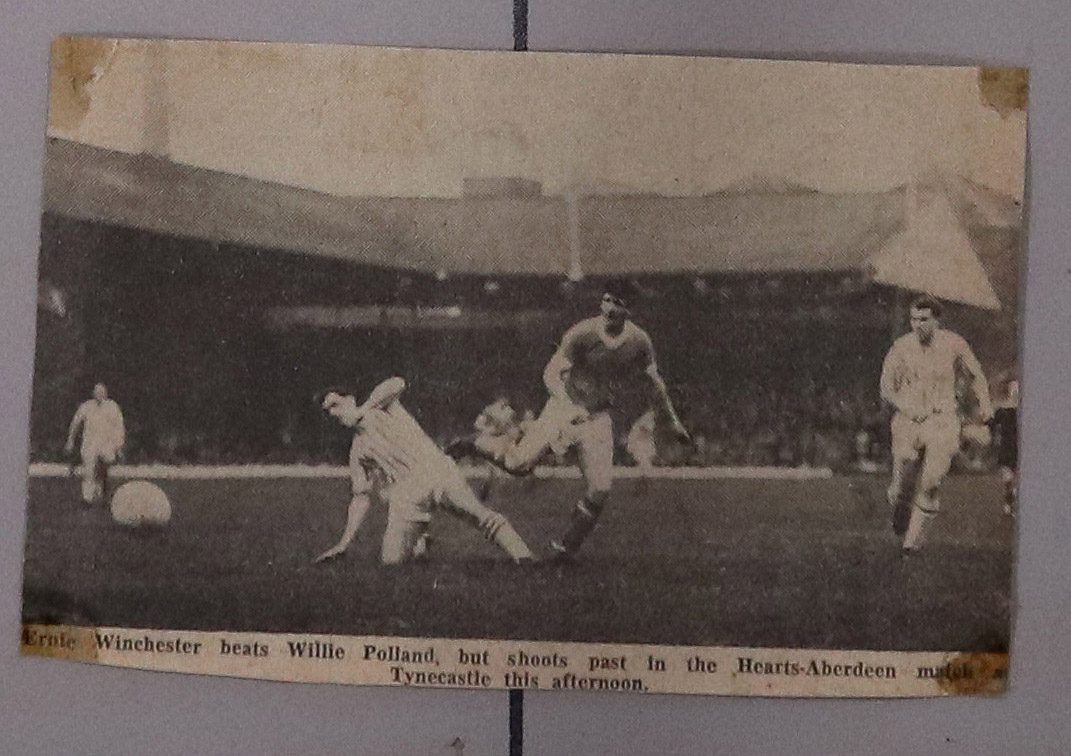 Ernie Winchester beats Willie Polland, but shoots past in the Hearts-Aberdeen match
Tynecastle this afternoon.